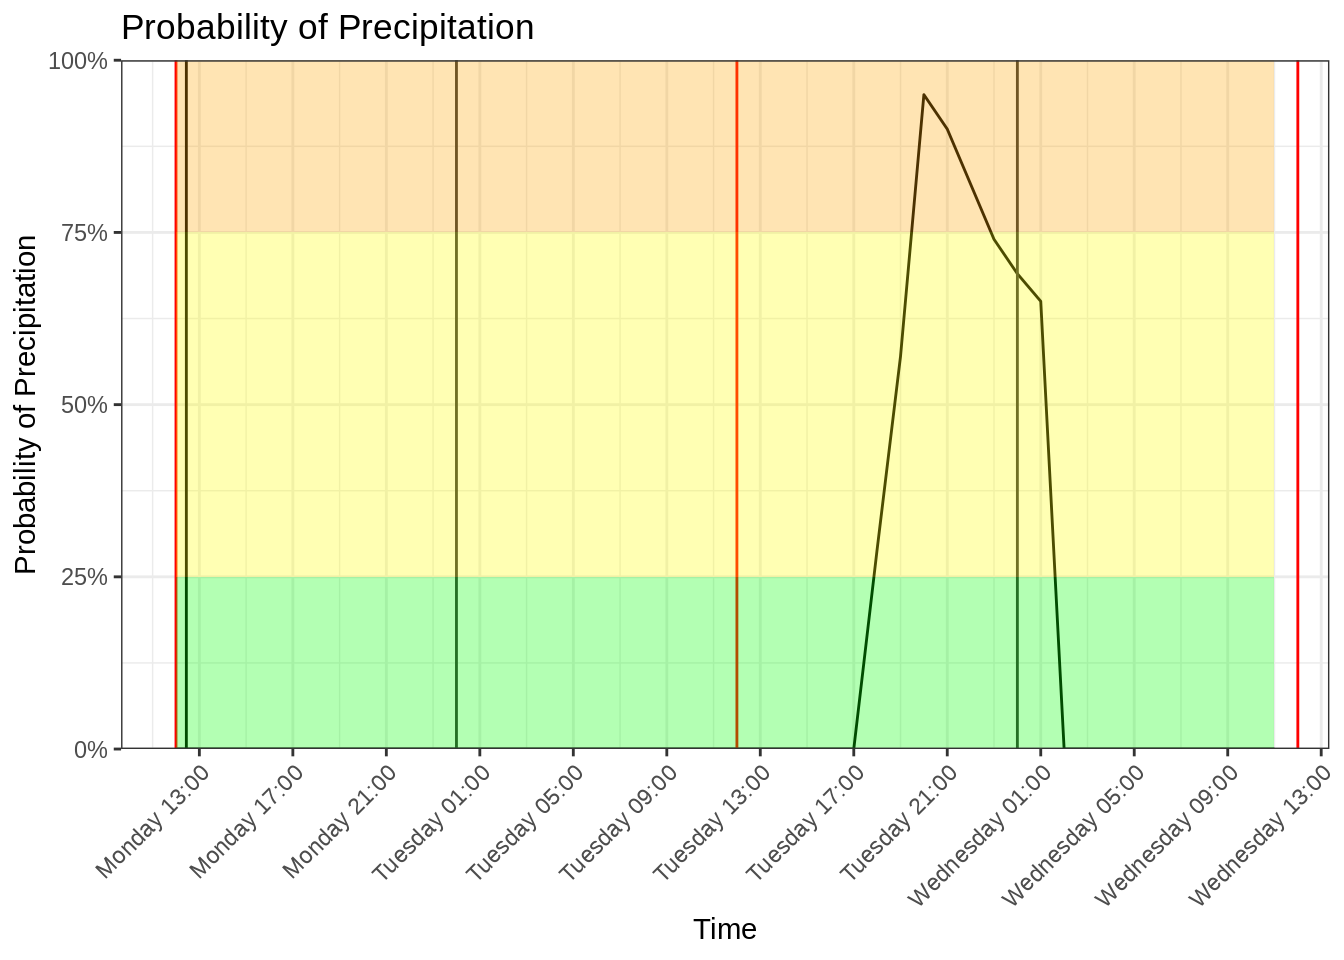 Probability of Precipitation
100%
75%
50%
25%
0%
Probability of Precipitation
Monday 13:00
Monday 17:00
Monday 21:00
Tuesday 01:00
Tuesday 05:00
Tuesday 09:00
Tuesday 13:00
Tuesday 17:00
Tuesday 21:00
Wednesday 01:00
Wednesday 05:00
Wednesday 09:00
Wednesday 13:00
Time